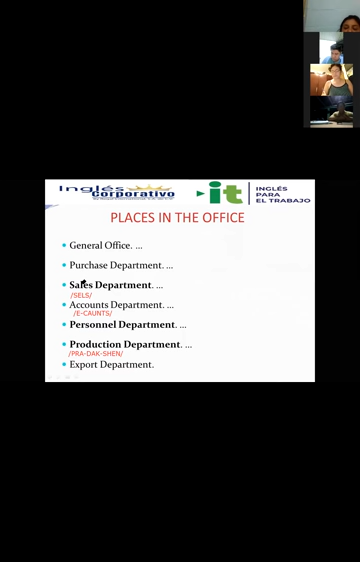 Inglés
corporativo
it
INGLÉS
PARA
EL TRABAJO
PLACES IN THE OFFICE
General Office. ...
Purchase Department. ...
Sales Department. ...
/SELS/
Accounts Department. ...
/E-CAUNTS/
Personnel Department. ...
Production Department. ...
/PRA-DAK-SHEN/
Export Department.